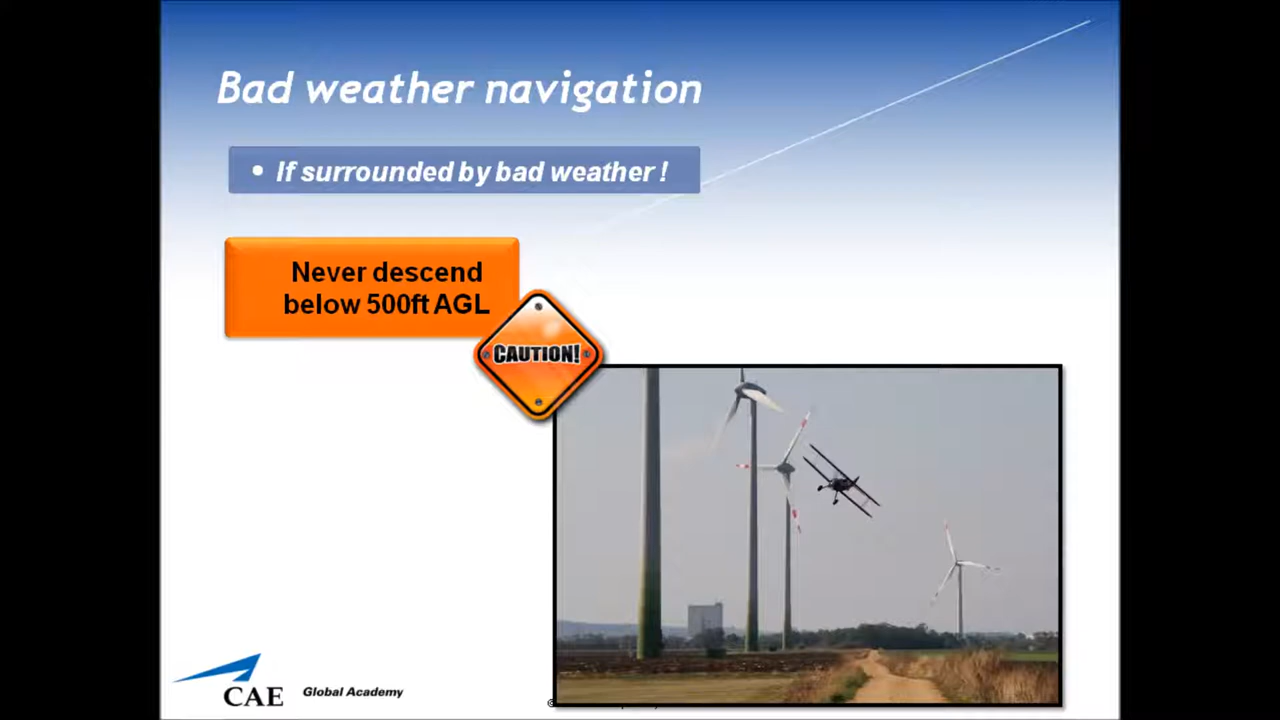 Bad weather navigation
• If surrounded by bad weather !
Never descend
below 500ft AGL
CAUTION!
CAE Global Academy